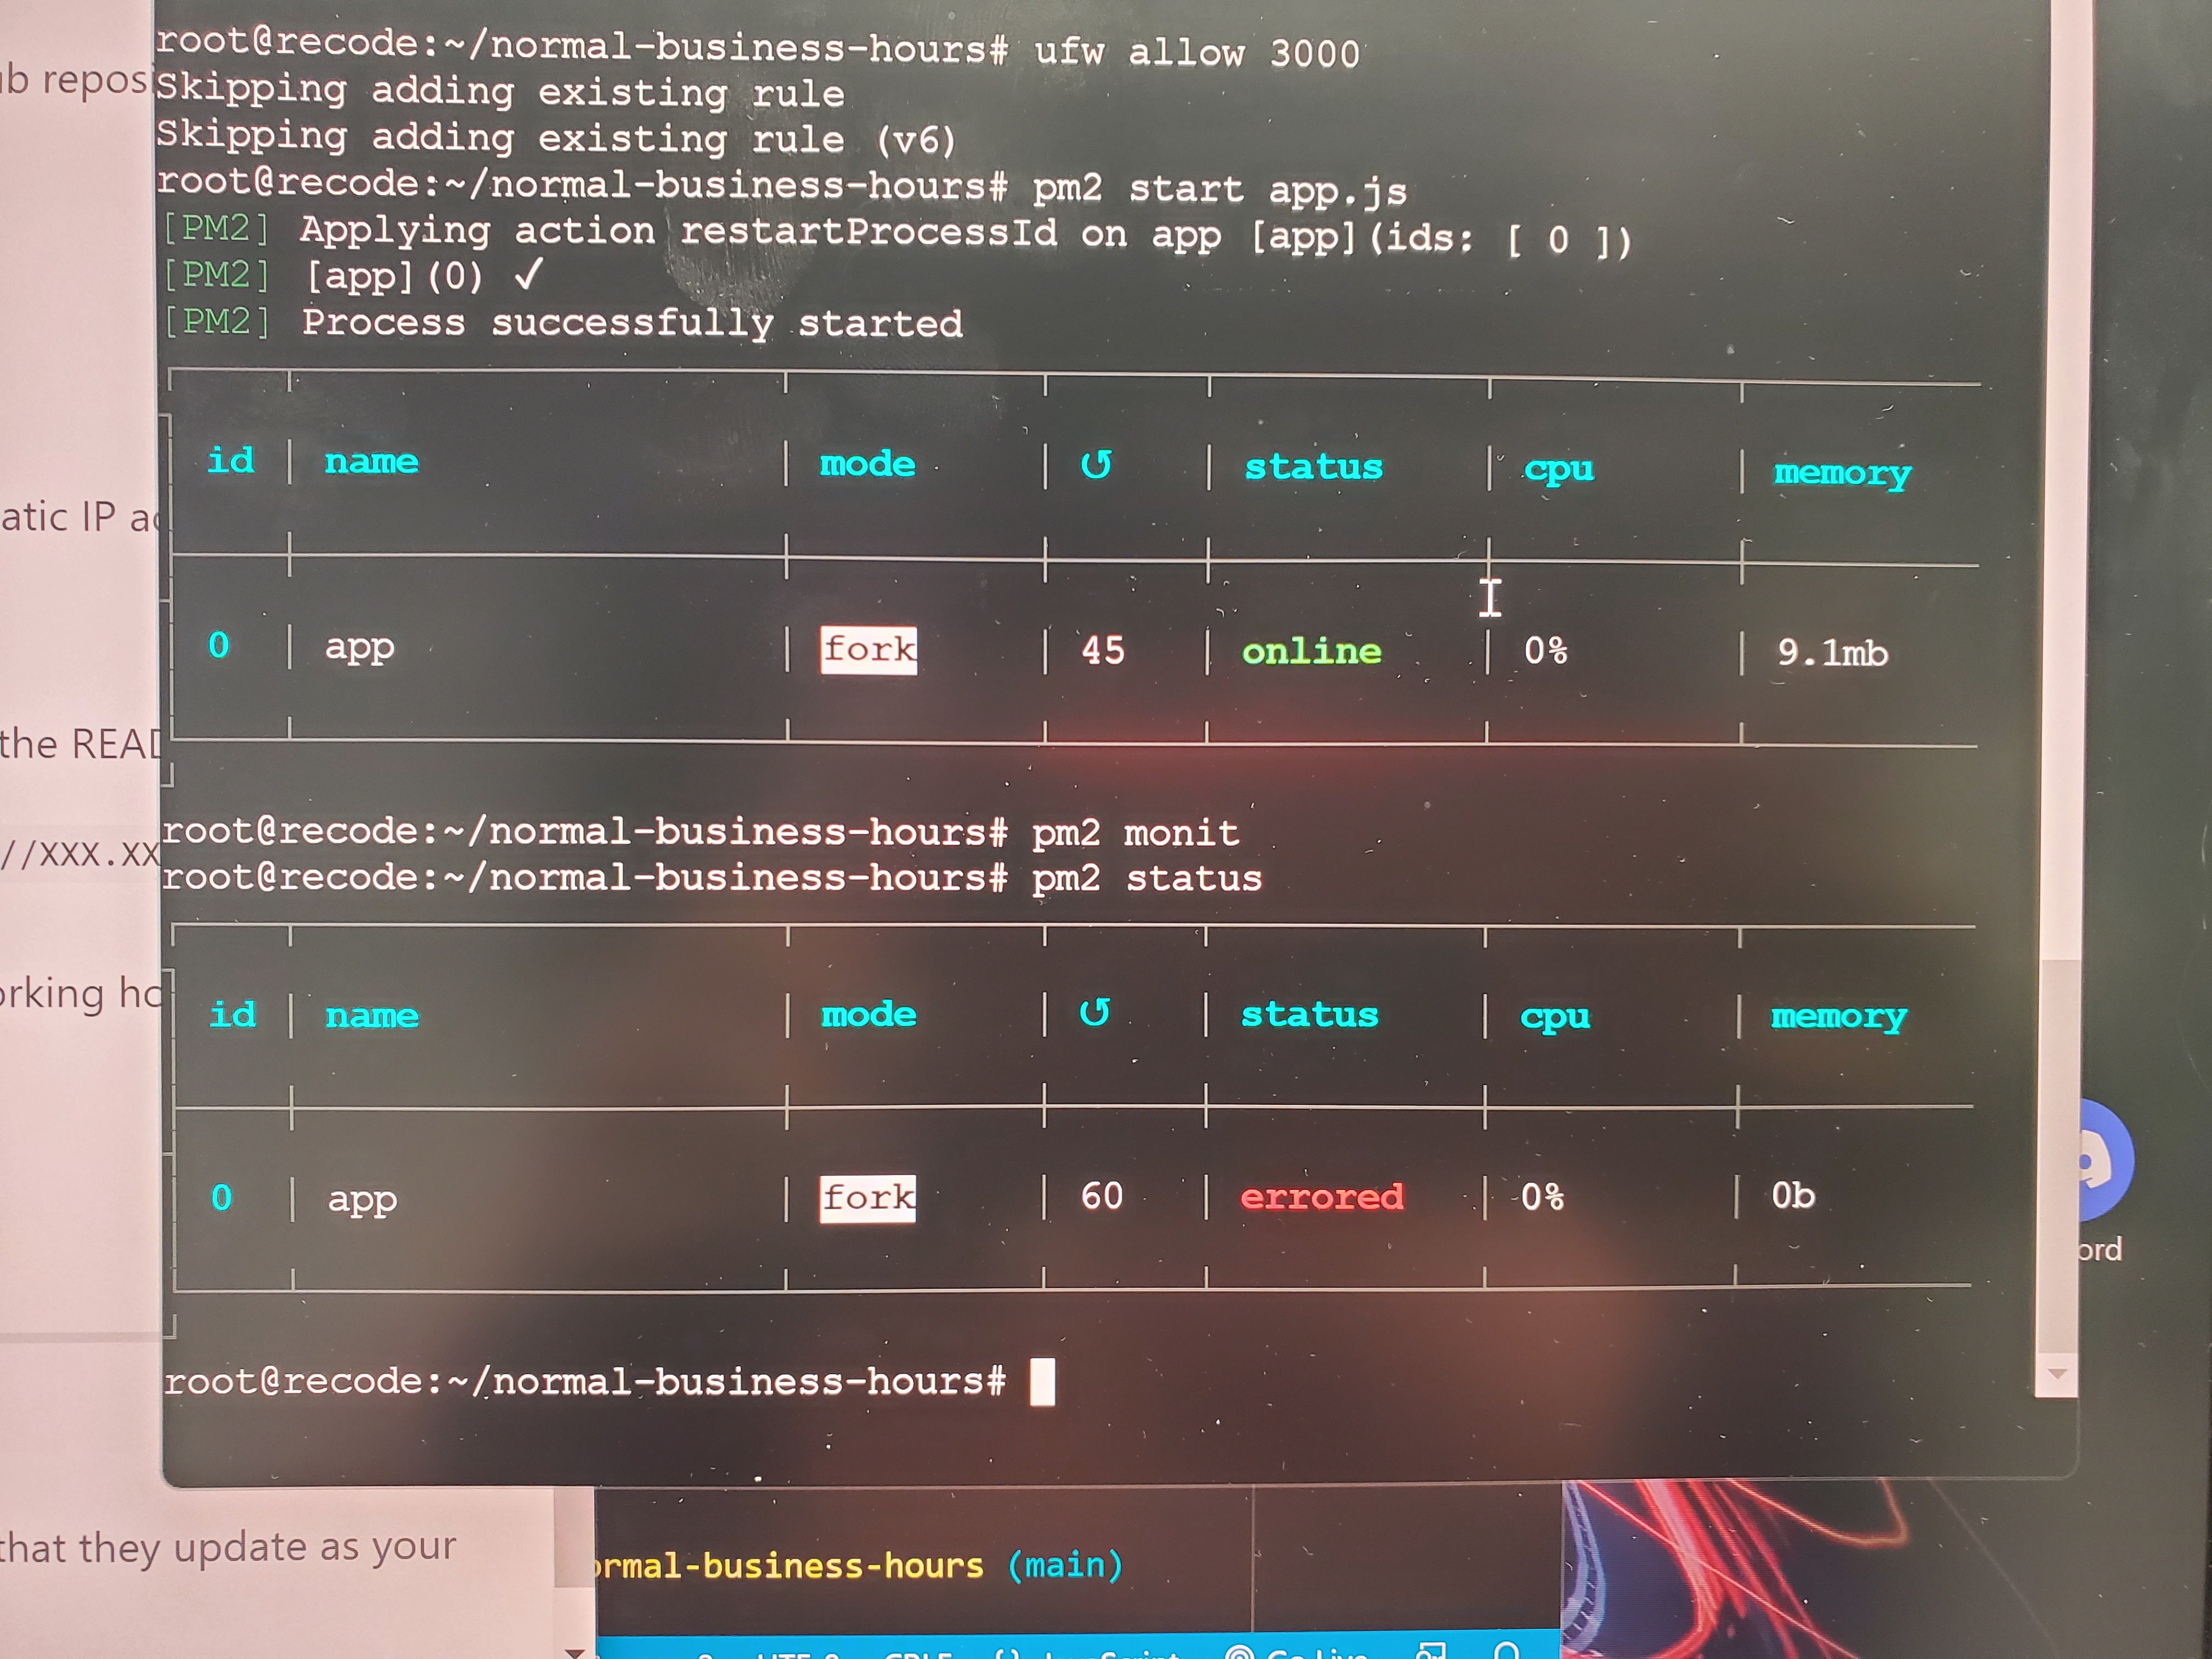 root@recode:~/normal-business-hours# ufw allow 3000
Skipping adding existing rule
Skipping adding existing rule (v6)
root@recode:~/normal-business-hours# pm2 start app.js
[PM2] Applying action restartProcessId on app [app](ids: [ 0 ])
[PM2] [app](0) ✓
[PM2] Process successfully started
id | name | mode | ↺ | status | cpu | memory
0 | app | fork | 45 | online | 0% | 9.1mb
root@recode:~/normal-business-hours# pm2 monit
root@recode:~/normal-business-hours# pm2 status
id | name | mode | ↺ | status | cpu | memory
0 | app | fork | 60 | errored | 0% | 0b
root@recode:~/normal-business-hours#
ub repos
atic IP ad
the READ
//XXX.XX
orking ho
that they update as your
ormal-business-hours (main)
ord